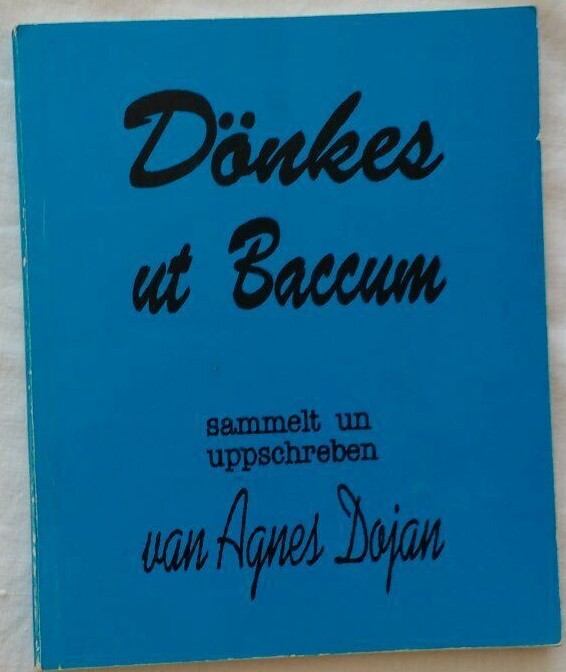 Dönkes
ut Baccum
sammelt un
uppschreben
van Agnes Dojan